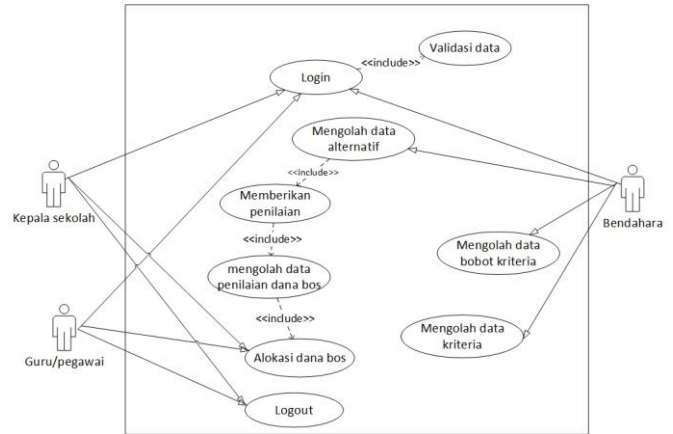 Validasi data
<<include>>
Login
Mengolah data
alternatif
<<include>>
Kepala sekolah
Memberikan
penilaian
Bendahara
<<include>>
Mengolah data
bobot kriteria
mengolah data
penilaian dana bos
<<include>>
Mengolah data
kriteria
Guru/pegawai
Alokasi dana bos
Logout